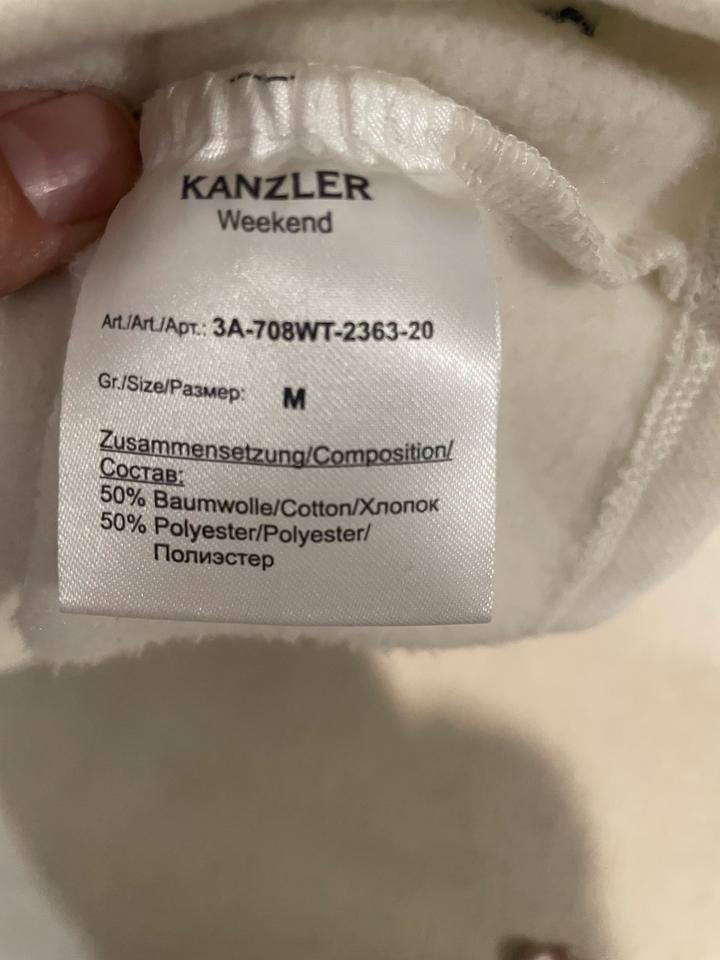 KANZLER
Weekend
Art./Art./Арт.: 3A-708WT-2363-20
Gr./Size/Размер: M
Zusammensetzung/Composition/
Состав:
50% Baumwolle/Cotton/Хлопок
50% Polyester/Polyester/
Полиэстер